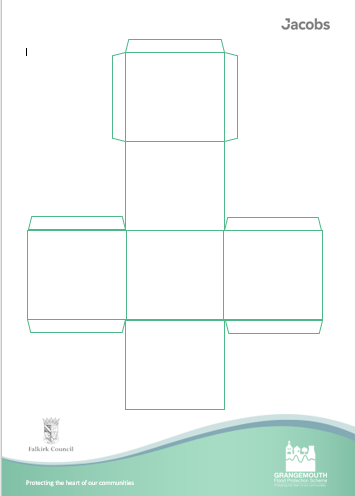 Jacobs
Falkirk Council
GRANGEMOUTH
Flood Protection Scheme
Protecting the heart of our communities